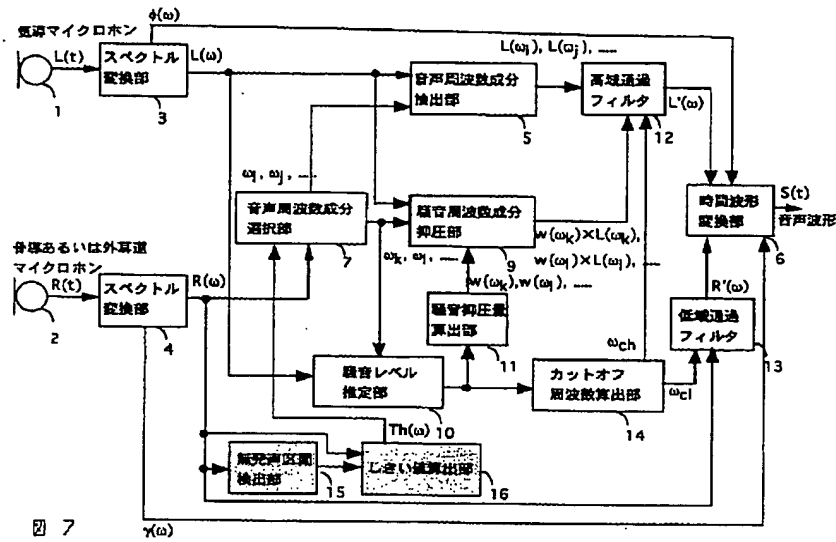 φ(ω)
気導マイクロホン
L(t)
1
スペクトル
変換部
3
L(ω)
音声周波数成分
検出部
5
L(ωi), L(ωj), ....
高域通過
フィルタ
12
L'(ω)
ωi, ωj, ....
音声周波数成分
選択部
7
騒音周波数成分
抑圧部
9
ωk, ωl, ....
w(ωk)×L(ωk),
w(ωl)×L(ωl), ....
w(ωk),w(ωl), ....
時間波形
変換部
6
S(t)
音声波形
骨導あるいは外耳道
マイクロホン
R(t)
2
スペクトル
変換部
4
R(ω)
騒音抑圧量
算出部
11
R'(ω)
低域通過
フィルタ
13
騒音レベル
推定部
10
カットオフ
周波数算出部
14
ωch
ωcl
Th(ω)
無発声区間
検出部
15
しきい値算出部
16
図 7
γ(ω)